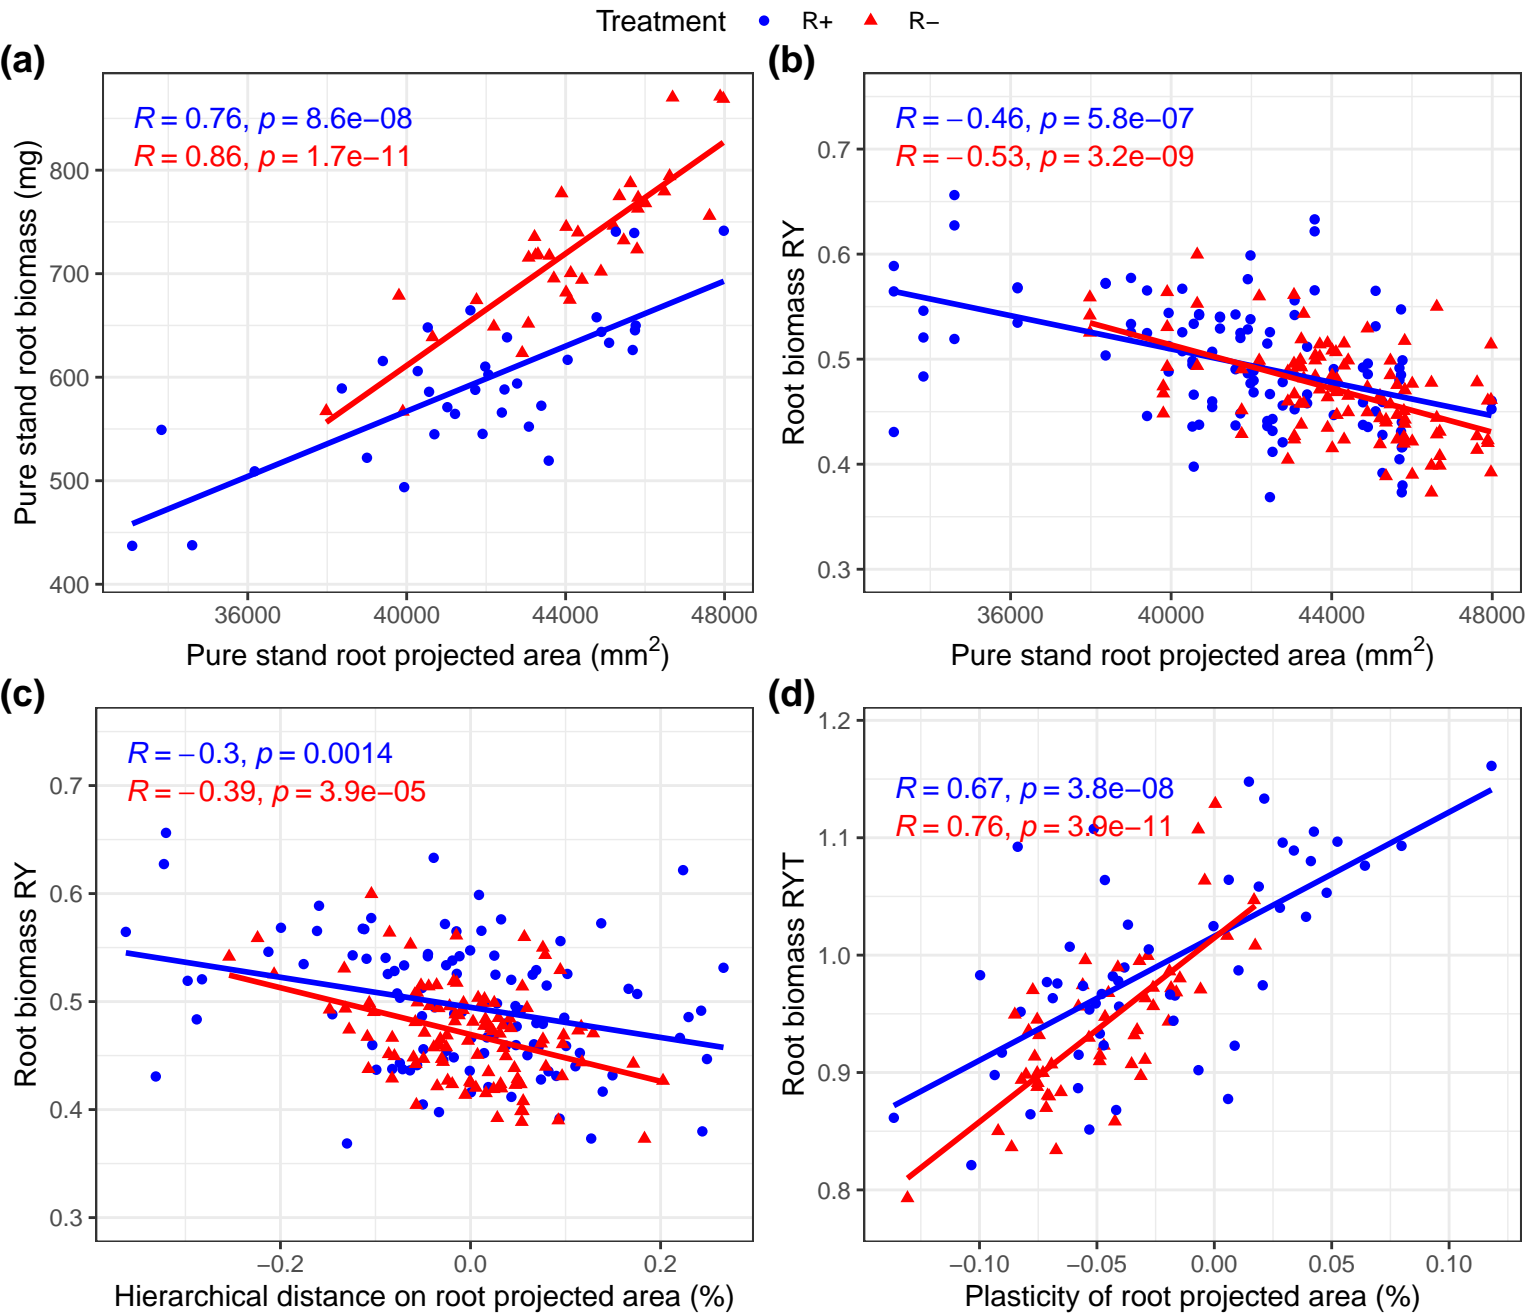 Treatment R+ R−
(a)
R = 0.76, p = 8.6e−08
R = 0.86, p = 1.7e−11
Pure stand root biomass (mg)
800
700
600
500
400
36000 40000 44000 48000
Pure stand root projected area (mm²)
(b)
R = −0.46, p = 5.8e−07
R = −0.53, p = 3.2e−09
Root biomass RY
0.7
0.6
0.5
0.4
0.3
36000 40000 44000 48000
Pure stand root projected area (mm²)
(c)
R = −0.3, p = 0.0014
R = −0.39, p = 3.9e−05
Root biomass RY
0.7
0.6
0.5
0.4
0.3
−0.2 0.0 0.2
Hierarchical distance on root projected area (%)
(d)
R = 0.67, p = 3.8e−08
R = 0.76, p = 3.9e−11
Root biomass RYT
1.2
1.1
1.0
0.9
0.8
−0.10 −0.05 0.00 0.05 0.10
Plasticity of root projected area (%)